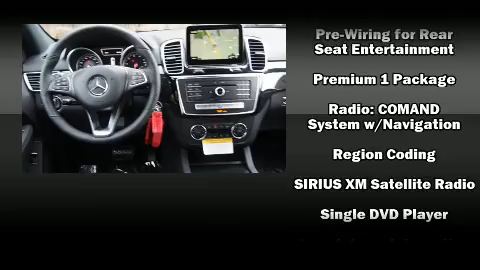 Pre-Wiring for Rear
Seat Entertainment
Premium 1 Package
Radio: COMAND
System w/Navigation
Region Coding
SIRIUS XM Satellite Radio
Single DVD Player